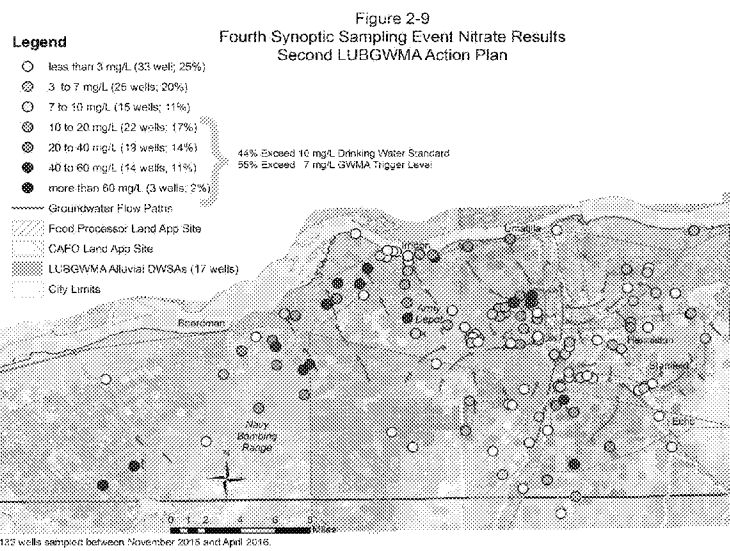 Figure 2-9
Fourth Synoptic Sampling Event Nitrate Results
Second LUBGWMA Action Plan
Legend
less than 3 mg/L (33 well; 25%)
3 to 7 mg/L (26 wells; 20%)
7 to 10 mg/L (15 wells; 11%)
10 to 20 mg/L (22 wells; 17%)
20 to 40 mg/L (19 wells; 14%)
40 to 60 mg/L (14 wells; 11%)
more than 60 mg/L (3 wells; 2%)
44% Exceed 10 mg/L Drinking Water Standard
55% Exceed 7 mg/L GWMA Trigger Level
Groundwater Flow Paths
Food Processor Land App Site
CAFO Land App Site
LUBGWMA Alluvial DWSAs (17 wells)
City Limits
Umatilla
Irrigon
Army
Depot
Boardman
Hermiston
Stanfield
Echo
Navy
Bombing
Range
N
0 1 2 4 6 8
Miles
132 wells sampled between November 2015 and April 2016.